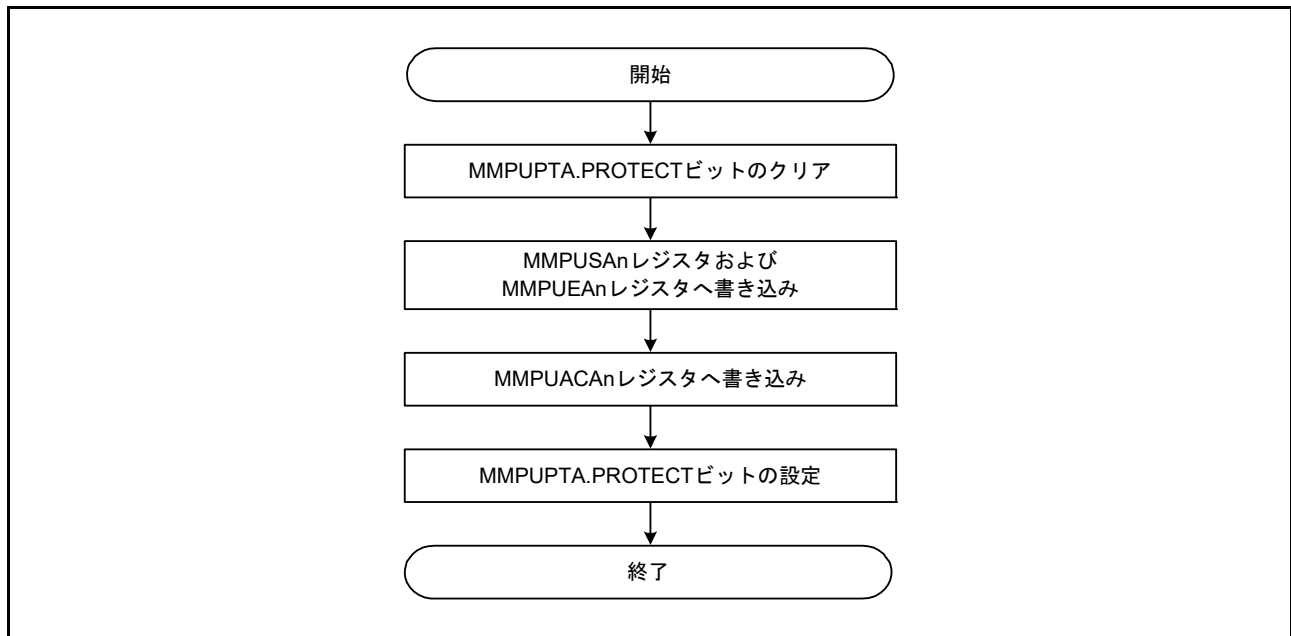 開始
MMPUPTA.PROTECTビットのクリア
MMPUSAnレジスタおよび
MMPUEAnレジスタへ書き込み
MMPUACAnレジスタへ書き込み
MMPUPTA.PROTECTビットの設定
終了